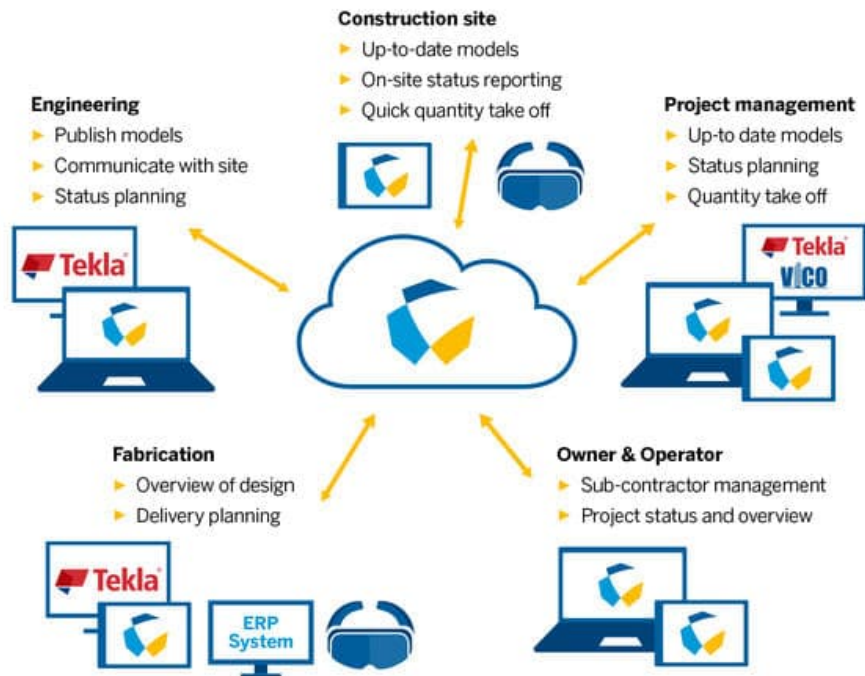 Construction site
► Up-to-date models
► On-site status reporting
► Quick quantity take off
Engineering
► Publish models
► Communicate with site
► Status planning
Tekla®
Project management
► Up-to date models
► Status planning
► Quantity take off
Tekla®
vico
Fabrication
► Overview of design
► Delivery planning
Tekla®
ERP
System
Owner & Operator
► Sub-contractor management
► Project status and overview